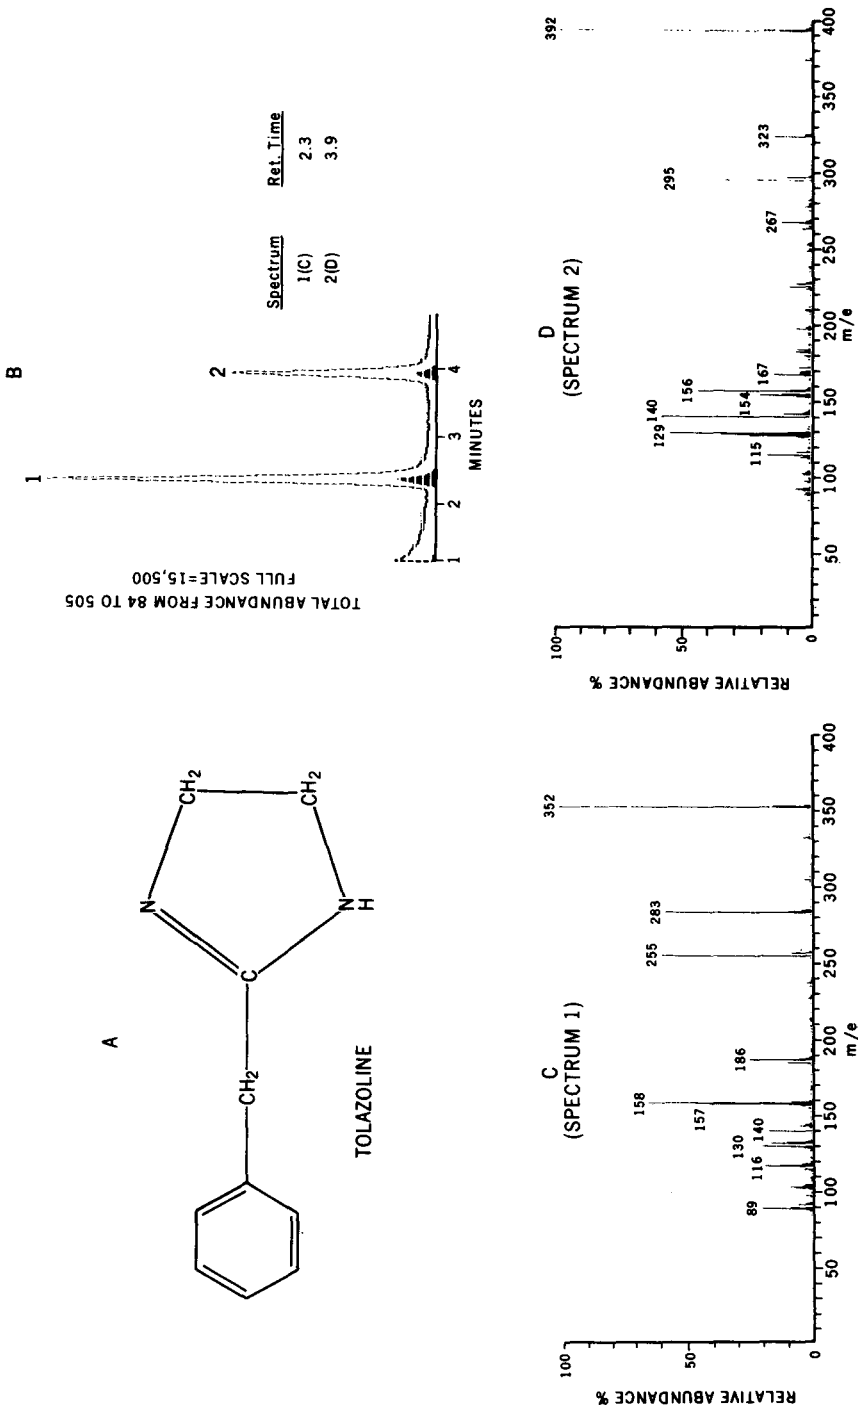 A
CH2
C
N
CH2
CH2
N
H
TOLAZOLINE
B
TOTAL ABUNDANCE FROM 84 TO 505
FULL SCALE=15,500
1
2
1 2 3 4
MINUTES
Spectrum Ret. Time
1(C) 2.3
2(D) 3.9
C
(SPECTRUM 1)
RELATIVE ABUNDANCE %
100
50
0
89
116
130
140
157
158
186
255
283
352
50 100 150 200 250 300 350 400
m/e
D
(SPECTRUM 2)
RELATIVE ABUNDANCE %
100
50
0
115
129
140
154
156
167
267
295
323
392
50 100 150 200 250 300 350 400
m/e